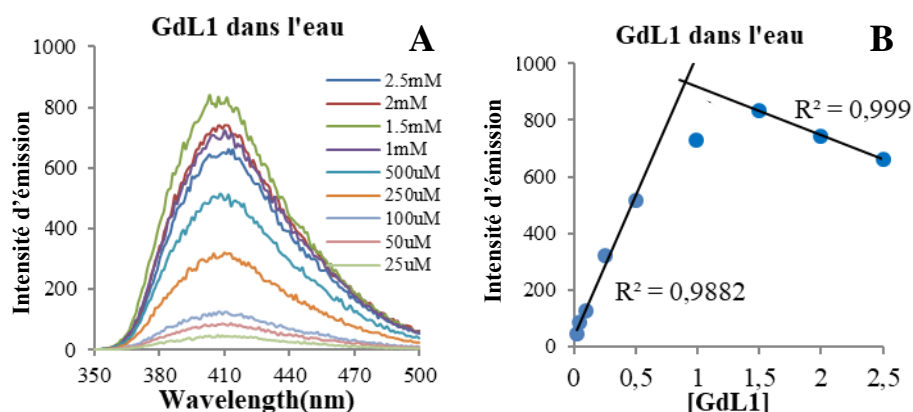 GdL1 dans l'eau
A
Intensité d'émission
1000
800
600
400
200
0
2.5mM
2mM
1.5mM
1mM
500uM
250uM
100uM
50uM
25uM
350
380
410
440
470
500
Wavelength(nm)
GdL1 dans l'eau
B
Intensité d'émission
1000
800
600
400
200
0
R² = 0,999
R² = 0,9882
0
0,5
1
1,5
2
2,5
[GdL1]